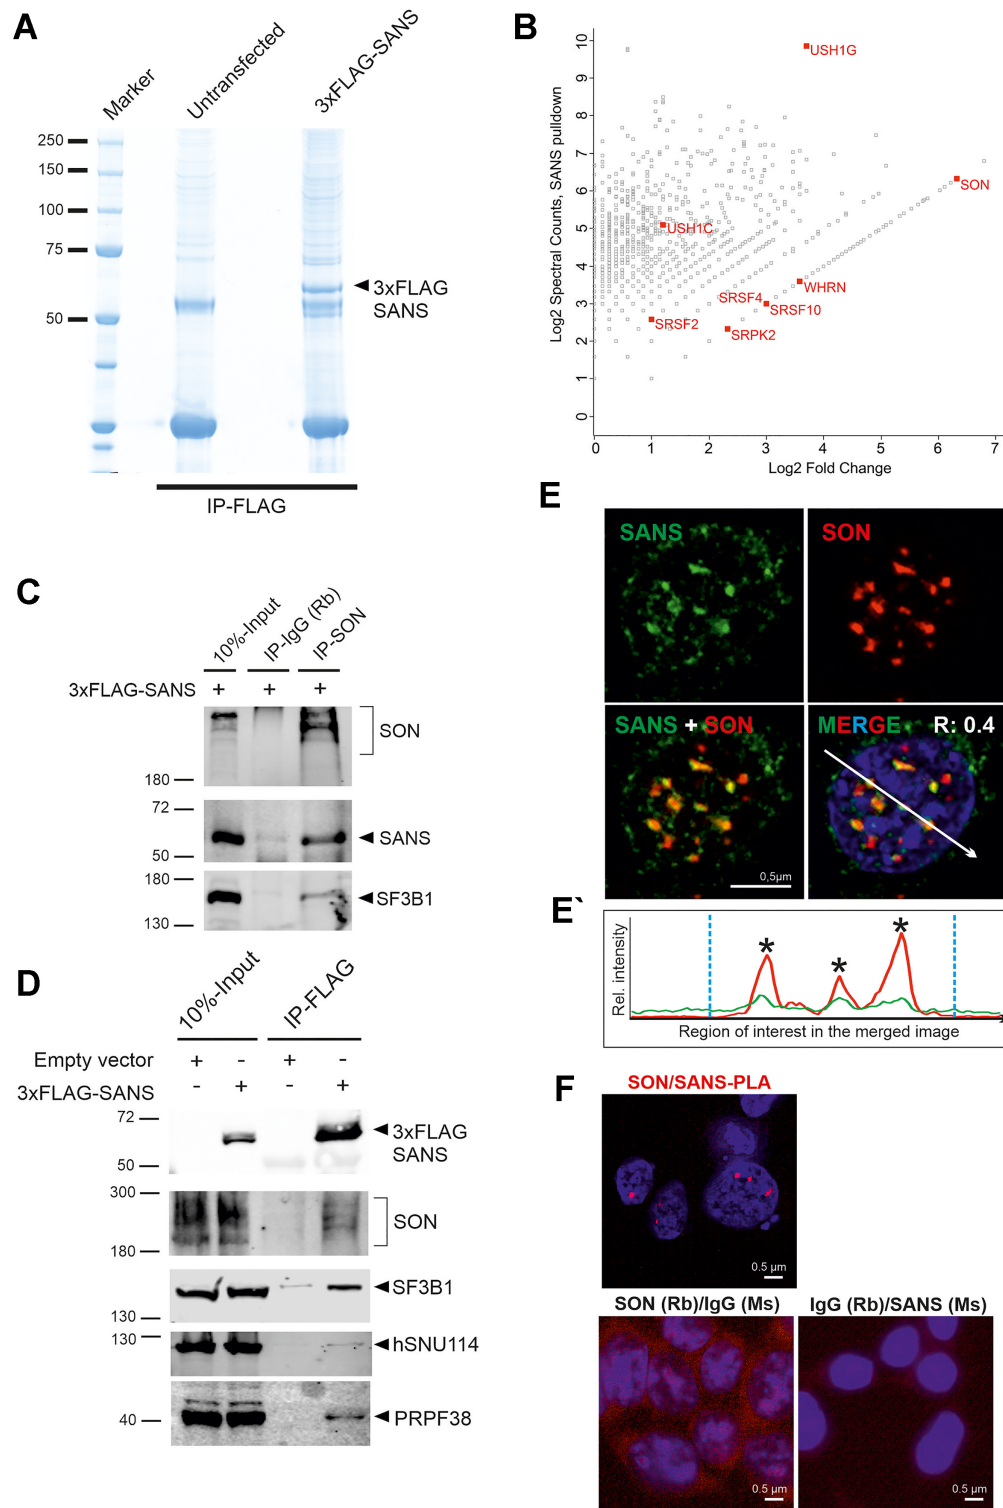 A
Marker
Untransfected
3xFLAG-SANS
250
150
100
75
50
3xFLAG
SANS
IP-FLAG
B
Log2 Spectral Counts, SANS pulldown
10
9
8
7
6
5
4
3
2
1
0
USH1G
SON
USH1C
WHRN
SRSF4
SRSF10
SRSF2
SRPK2
0 1 2 3 4 5 6 7
Log2 Fold Change
C
10%-Input
IP-IgG (Rb)
IP-SON
3xFLAG-SANS + + +
SON
180
72
SANS
50
180
SF3B1
130
D
10%-Input
IP-FLAG
Empty vector + - + -
3xFLAG-SANS - + - +
72
3xFLAG
SANS
50
300
SON
180
SF3B1
130
130
hSNU114
40
PRPF38
E
SANS
SON
SANS + SON
MERGE R: 0.4
0,5µm
E`
Rel. intensity
* * *
Region of interest in the merged image
F
SON/SANS-PLA
0.5 µm
SON (Rb)/IgG (Ms)
IgG (Rb)/SANS (Ms)
0.5 µm
0.5 µm